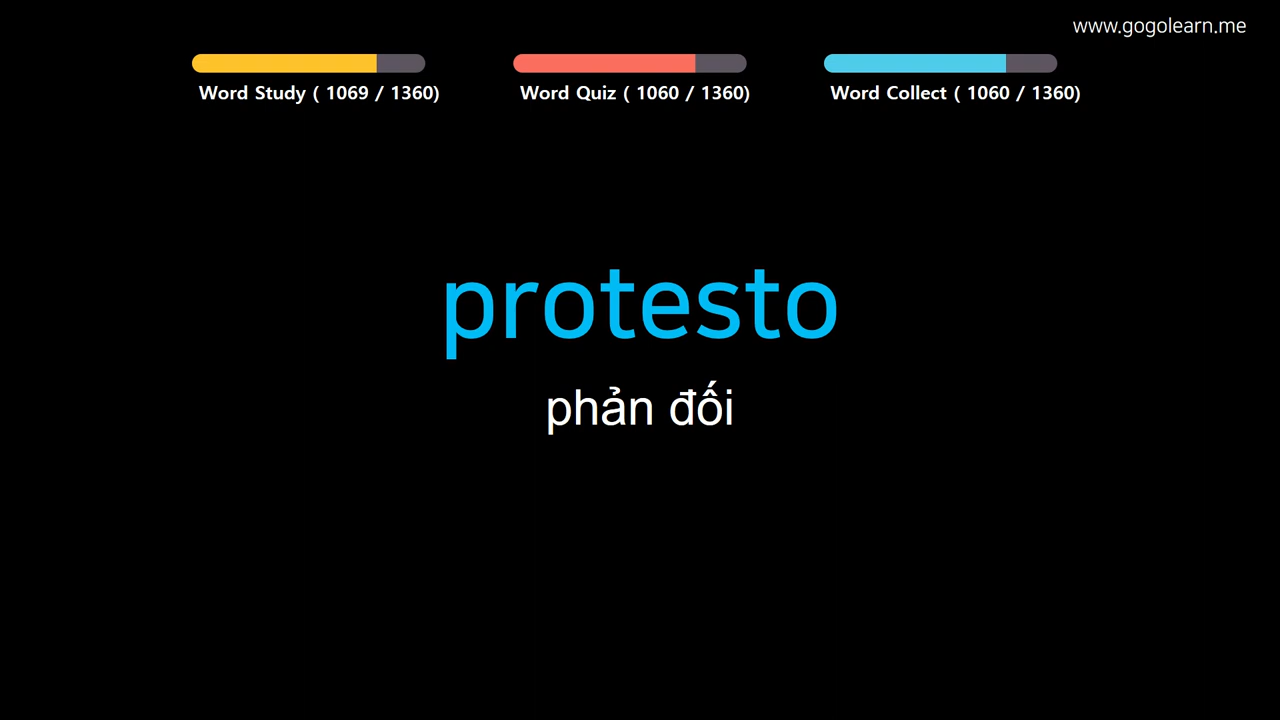 www.gogolearn.me
Word Study ( 1069 / 1360)
Word Quiz ( 1060 / 1360)
Word Collect ( 1060 / 1360)
protesto
phản đối